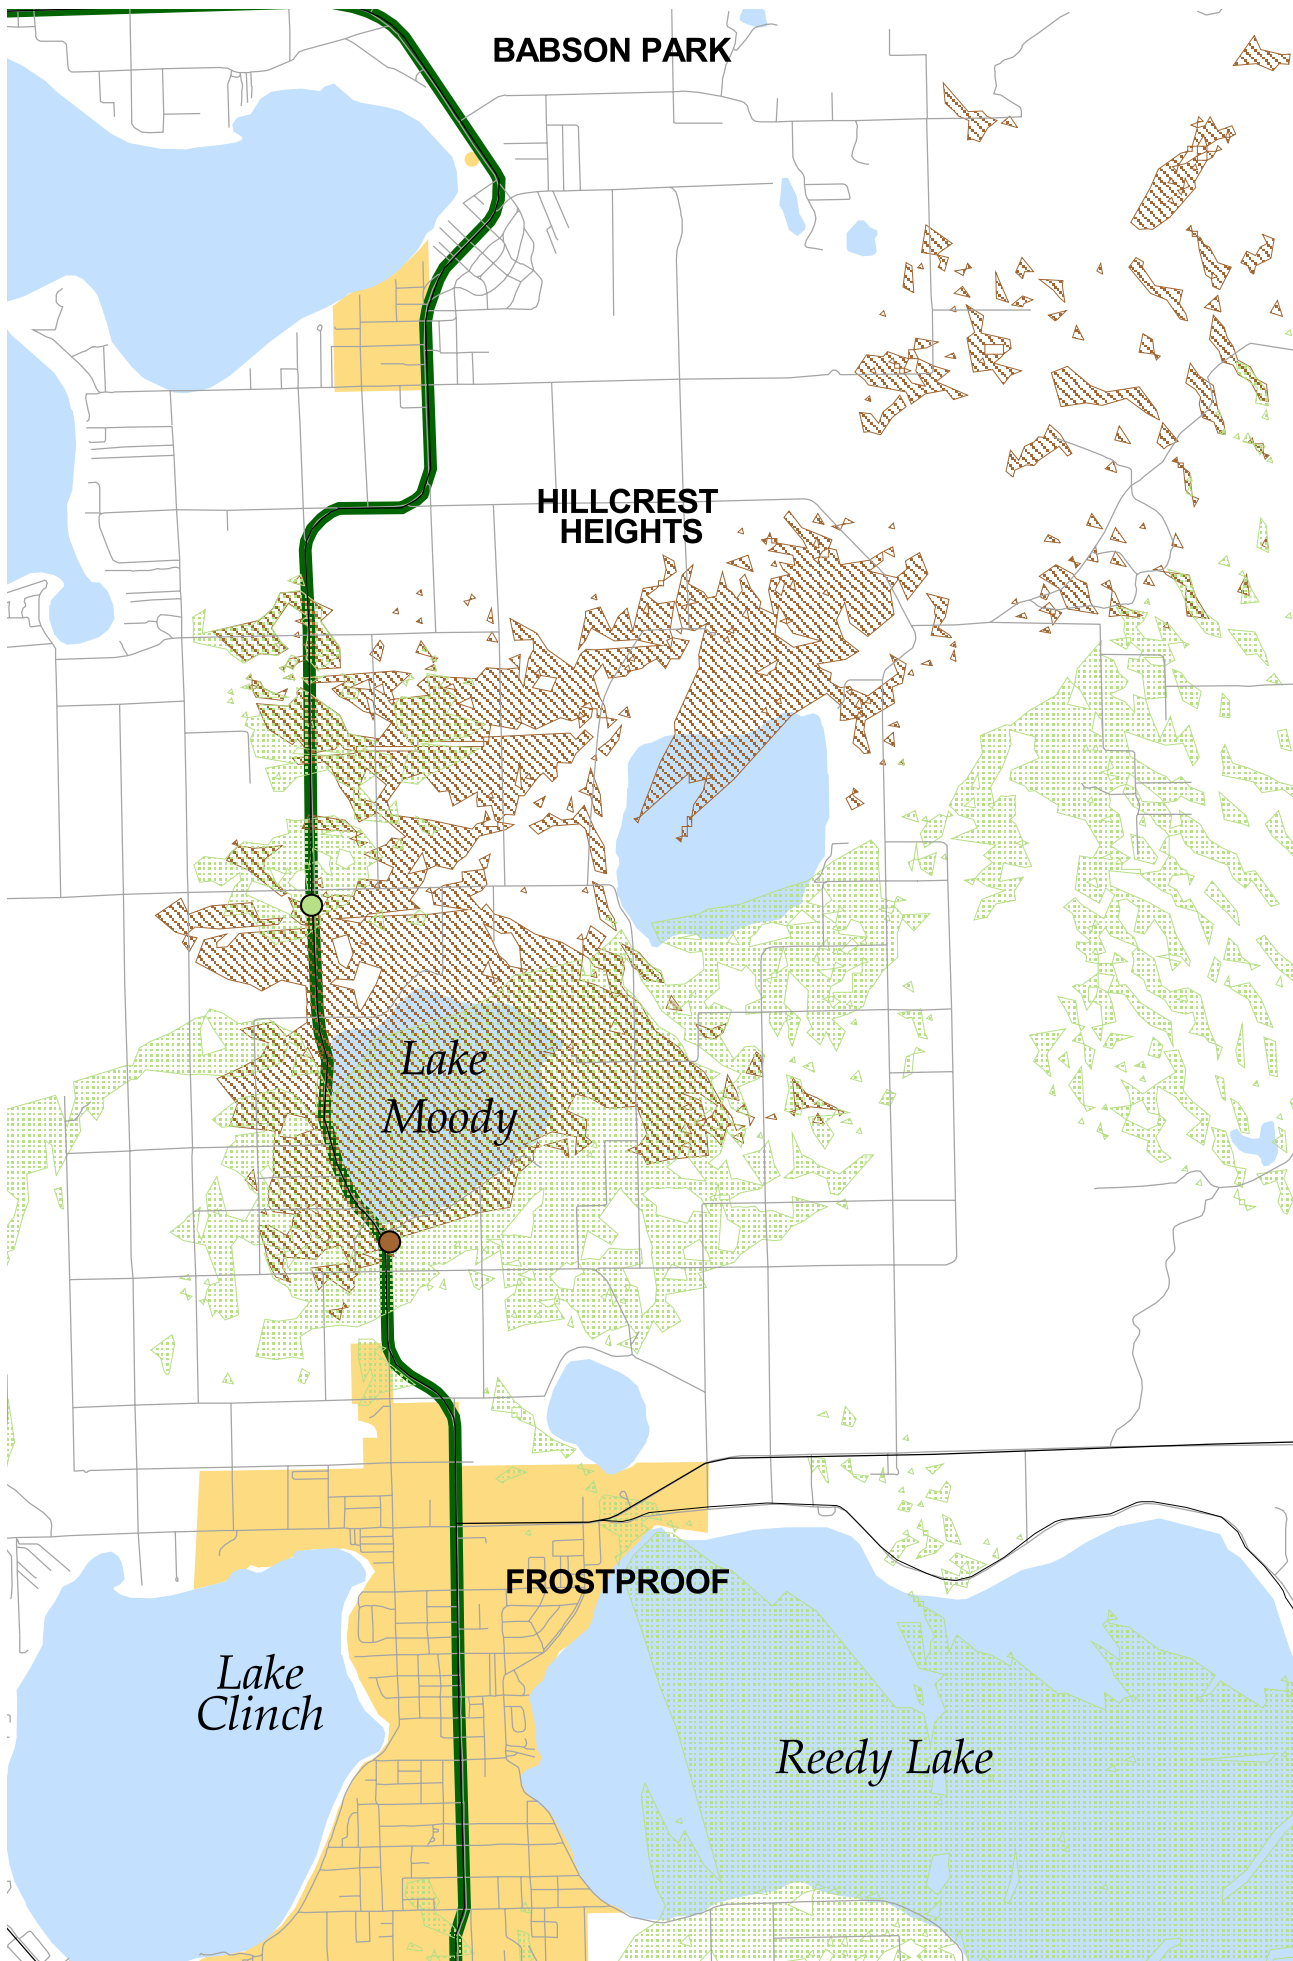 BABSON PARK
HILLCREST
HEIGHTS
Lake
Moody
FROSTPROOF
Lake
Clinch
Reedy Lake